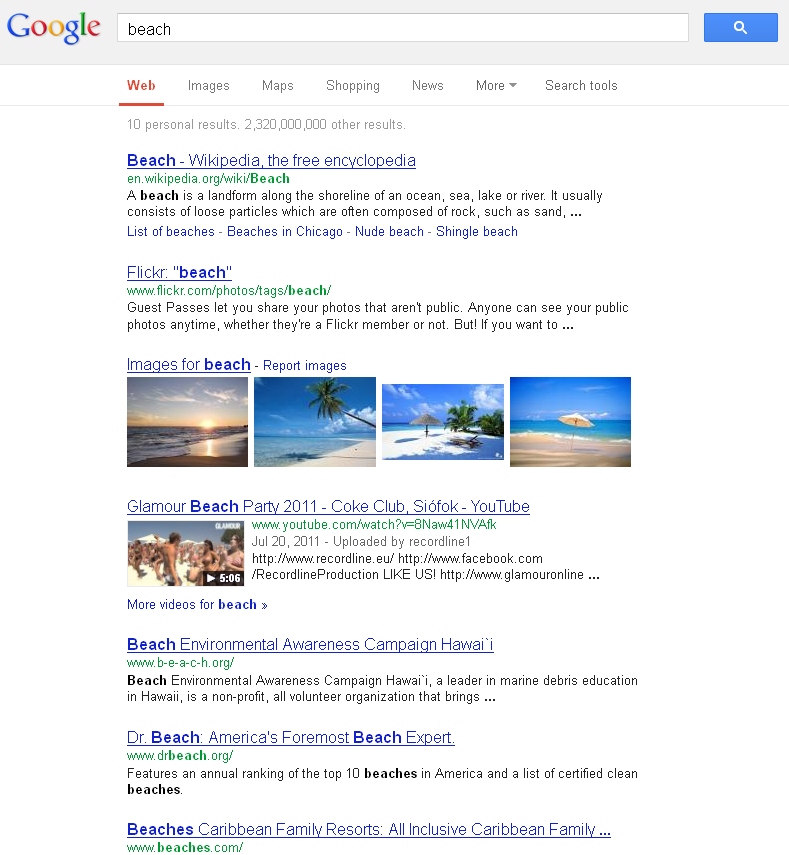 Google
beach
Web Images Maps Shopping News More Search tools
10 personal results. 2,320,000,000 other results.
Beach - Wikipedia, the free encyclopedia
en.wikipedia.org/wiki/Beach
A beach is a landform along the shoreline of an ocean, sea, lake or river. It usually
consists of loose particles which are often composed of rock, such as sand, ...
List of beaches - Beaches in Chicago - Nude beach - Shingle beach
Flickr: "beach"
www.flickr.com/photos/tags/beach/
Guest Passes let you share your photos that aren't public. Anyone can see your public
photos anytime, whether they're a Flickr member or not. But! If you want to ...
Images for beach - Report images
Glamour Beach Party 2011 - Coke Club, Siófok - YouTube
GLAMOUR
5:06
www.youtube.com/watch?v=8Naw41NVAfk
Jul 20, 2011 - Uploaded by recordline1
http://www.recordline.eu/ http://www.facebook.com
/RecordlineProduction LIKE US! http://www.glamouronline ...
More videos for beach »
Beach Environmental Awareness Campaign Hawai`i
www.b-e-a-c-h.org/
Beach Environmental Awareness Campaign Hawai`i, a leader in marine debris education
in Hawaii, is a non-profit, all volunteer organization that brings ...
Dr. Beach: America's Foremost Beach Expert.
www.drbeach.org/
Features an annual ranking of the top 10 beaches in America and a list of certified clean
beaches.
Beaches Caribbean Family Resorts: All Inclusive Caribbean Family ...
www.beaches.com/